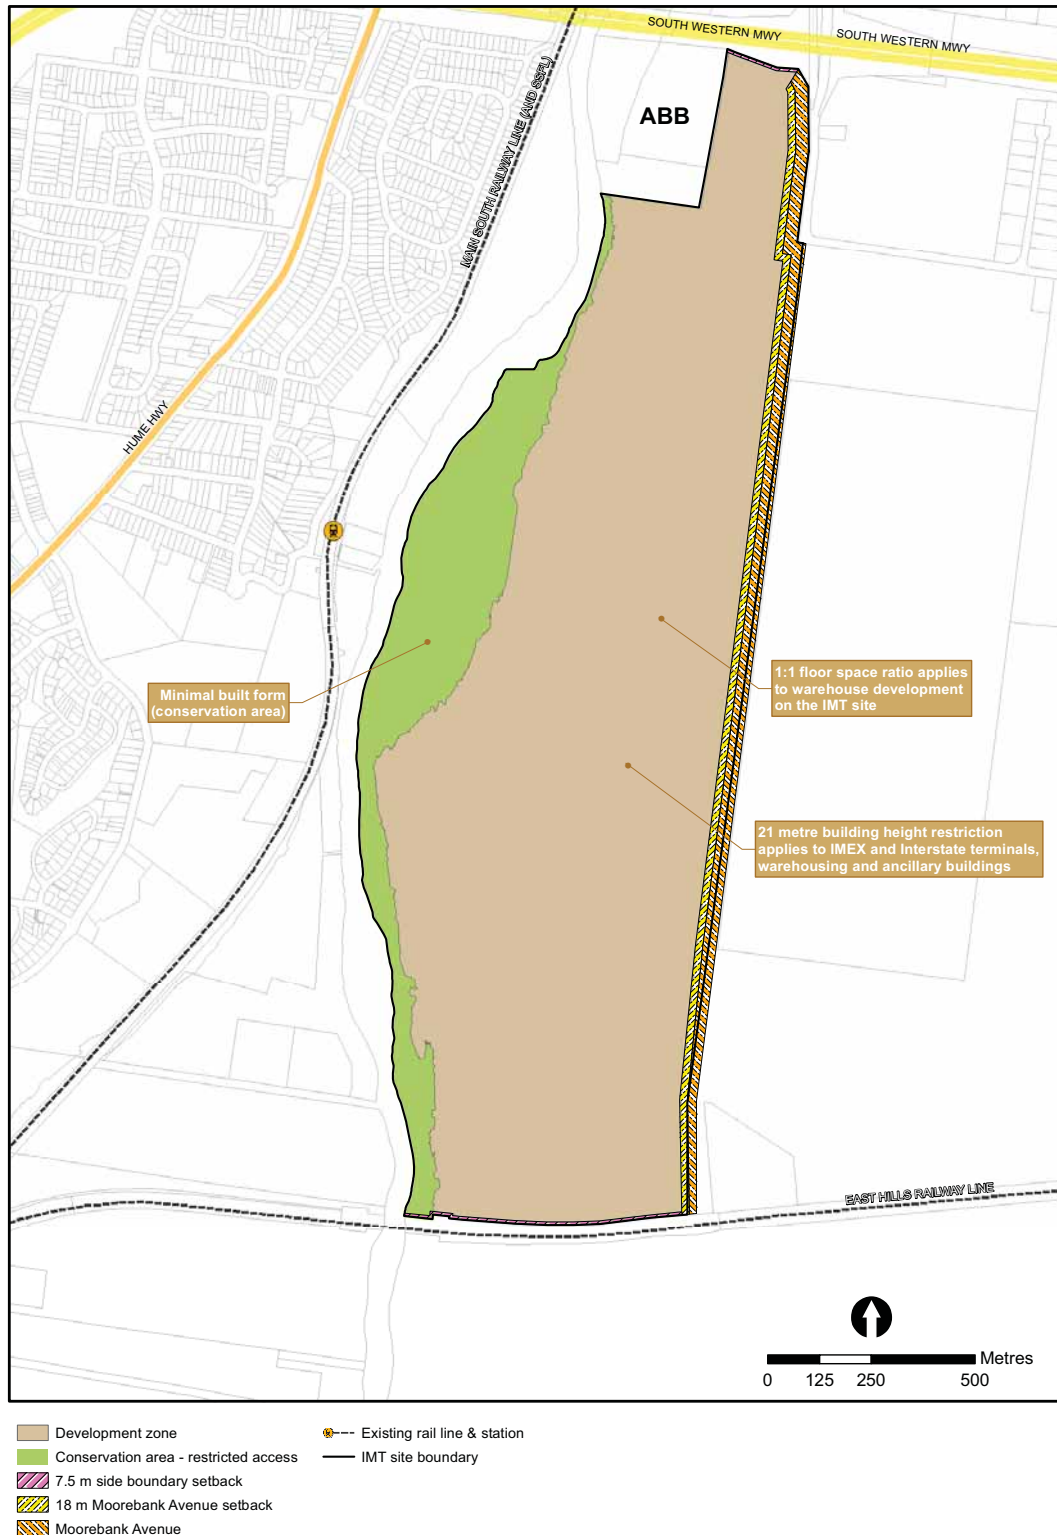 SOUTH WESTERN MWY
SOUTH WESTERN MWY
ABB
MAIN SOUTH RAILWAY LINE (AND SSFL)
HUME HWY
Minimal built form
(conservation area)
1:1 floor space ratio applies
to warehouse development
on the IMT site
21 metre building height restriction
applies to IMEX and Interstate terminals,
warehousing and ancillary buildings
EAST HILLS RAILWAY LINE
Metres
0 125 250 500
Development zone
Conservation area - restricted access
7.5 m side boundary setback
18 m Moorebank Avenue setback
Moorebank Avenue
Existing rail line & station
IMT site boundary